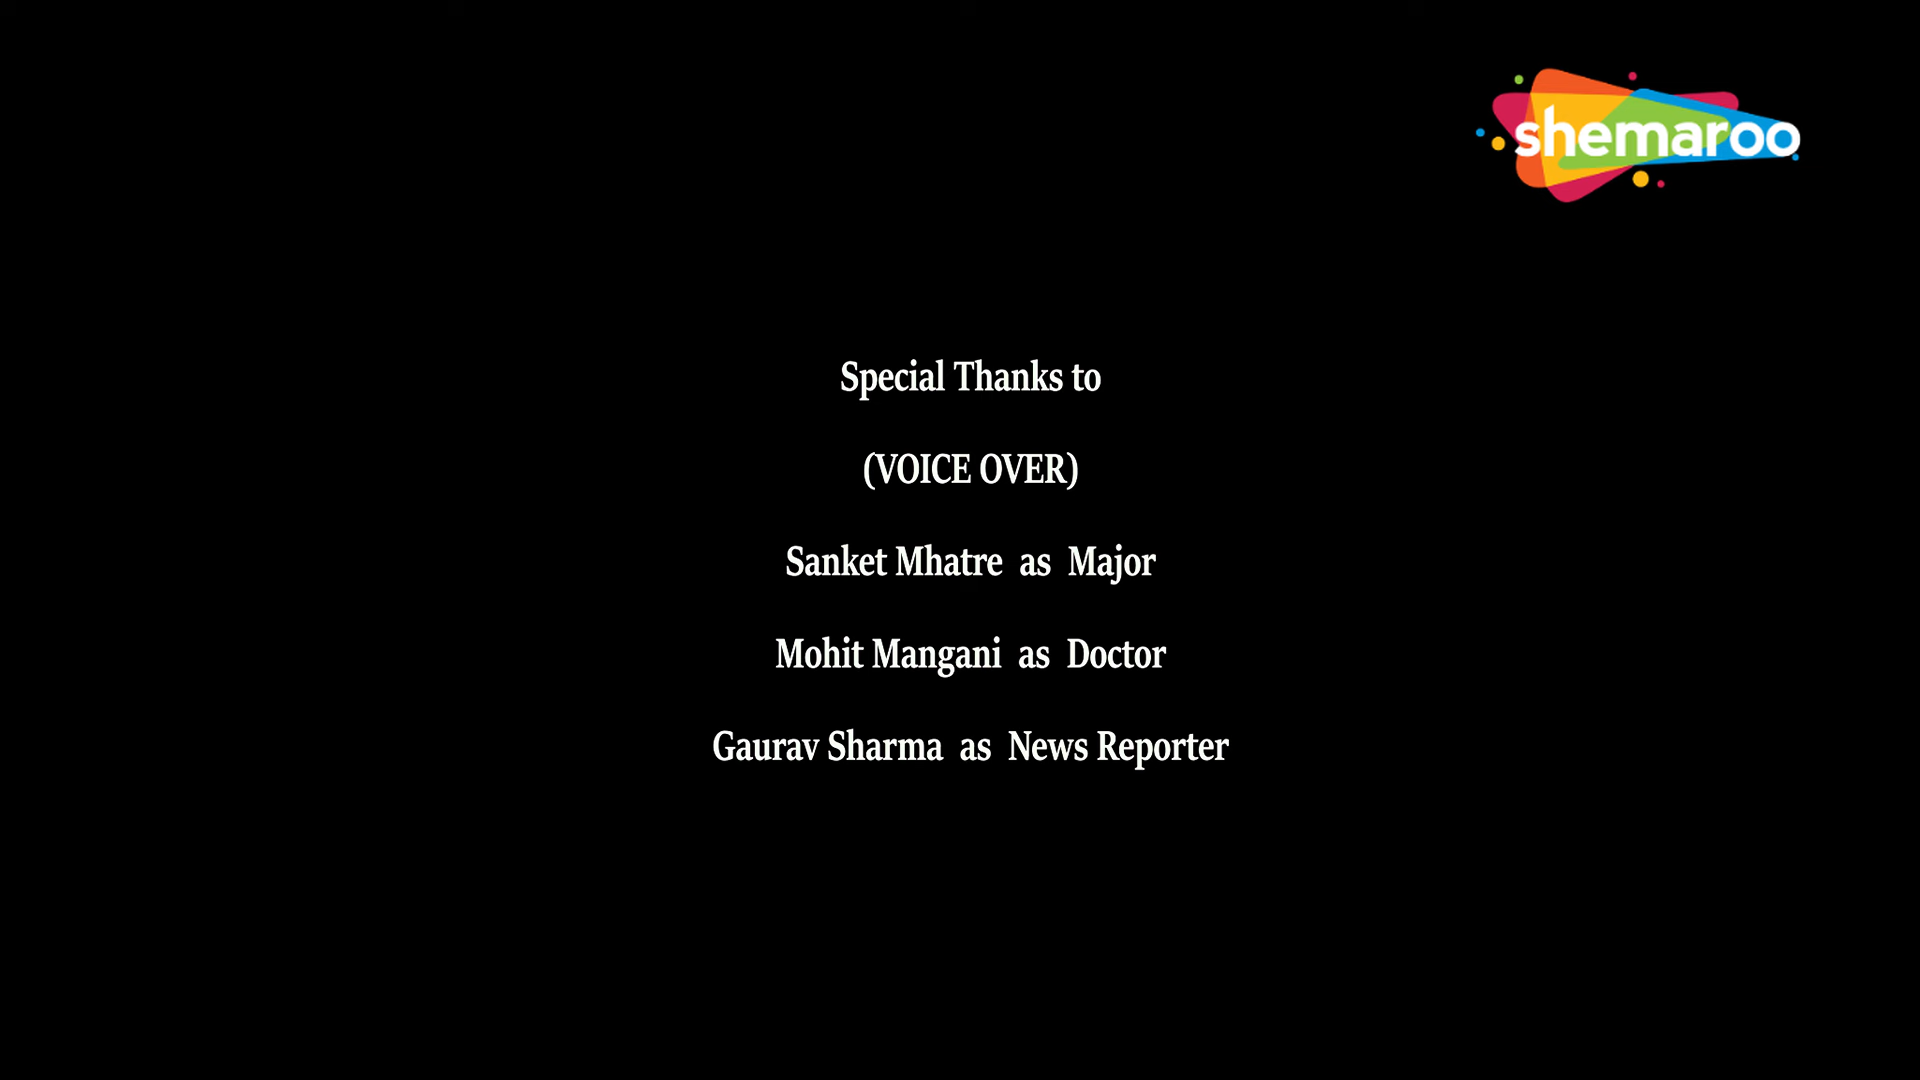 shemaroo
Special Thanks to
(VOICE OVER)
Sanket Mhatre as Major
Mohit Mangani as Doctor
Gaurav Sharma as News Reporter